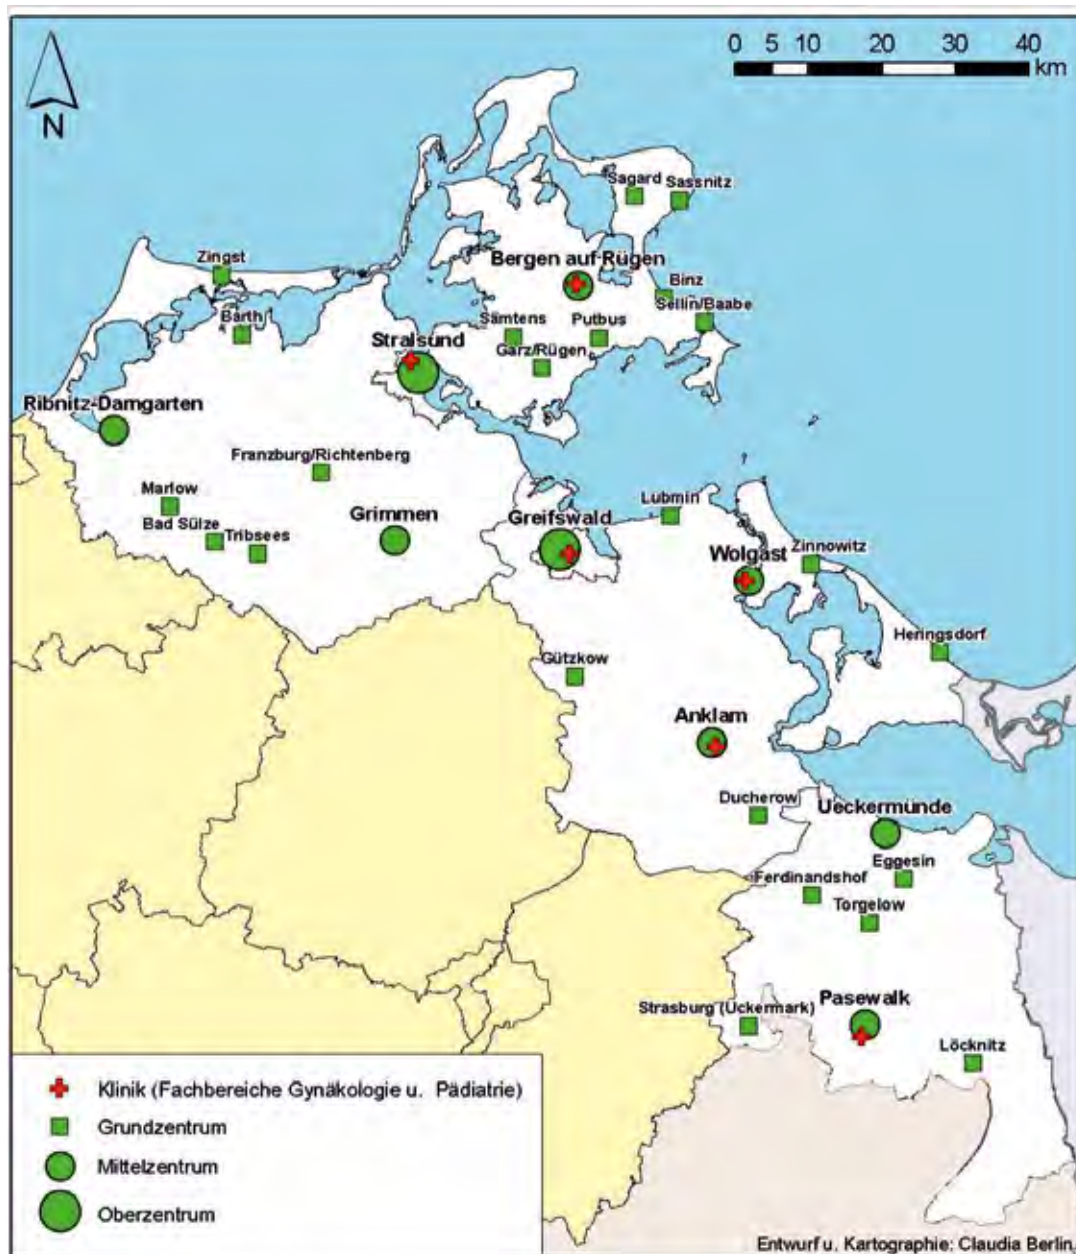 0 5 10 20 30 40
km
N
Sagard
Sassnitz
Zingst
Bergen auf Rügen
Binz
Barth
Sellin/Baabe
Samtens
Putbus
Stralsund
Garz/Rügen
Ribnitz-Damgarten
Franzburg/Richtenberg
Marlow
Lubmin
Grimmen
Greifswald
Bad Sülze
Tribsees
Wolgast
Zinnowitz
Heringsdorf
Gützkow
Anklam
Ducherow
Ueckermünde
Eggesin
Ferdinandshof
Torgelow
Strasburg (Uckermark)
Pasewalk
Löcknitz
Klinik (Fachbereiche Gynäkologie u. Pädiatrie)
Grundzentrum
Mittelzentrum
Oberzentrum
Entwurf u. Kartographie: Claudia Berlin